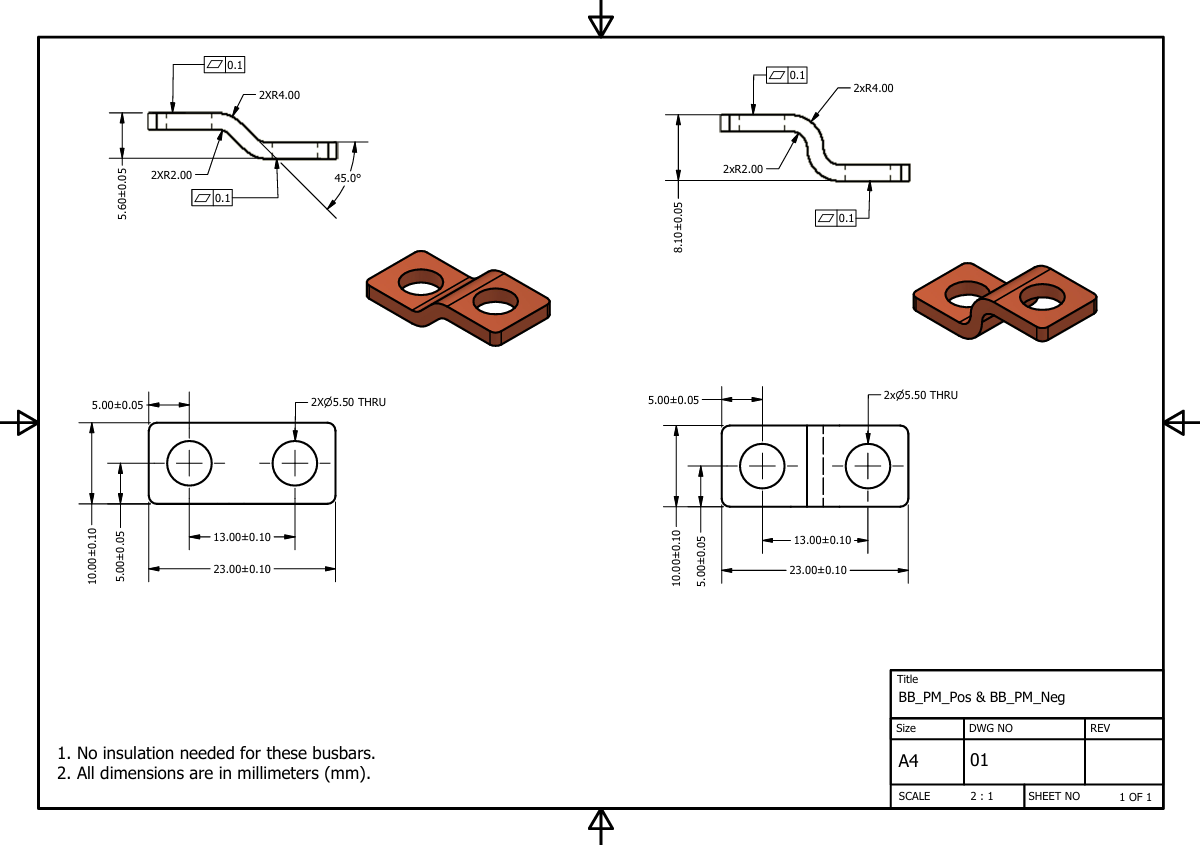 0.1
2XR4.00
2XR2.00
0.1
45.0°
5.60±0.05
0.1
2xR4.00
2xR2.00
0.1
8.10±0.05
5.00±0.05
2XØ5.50 THRU
10.00±0.10
5.00±0.05
13.00±0.10
23.00±0.10
5.00±0.05
2xØ5.50 THRU
10.00±0.10
5.00±0.05
13.00±0.10
23.00±0.10
1. No insulation needed for these busbars.
2. All dimensions are in millimeters (mm).
Title
BB_PM_Pos & BB_PM_Neg
Size DWG NO REV
A4 01
SCALE 2 : 1 SHEET NO 1 OF 1